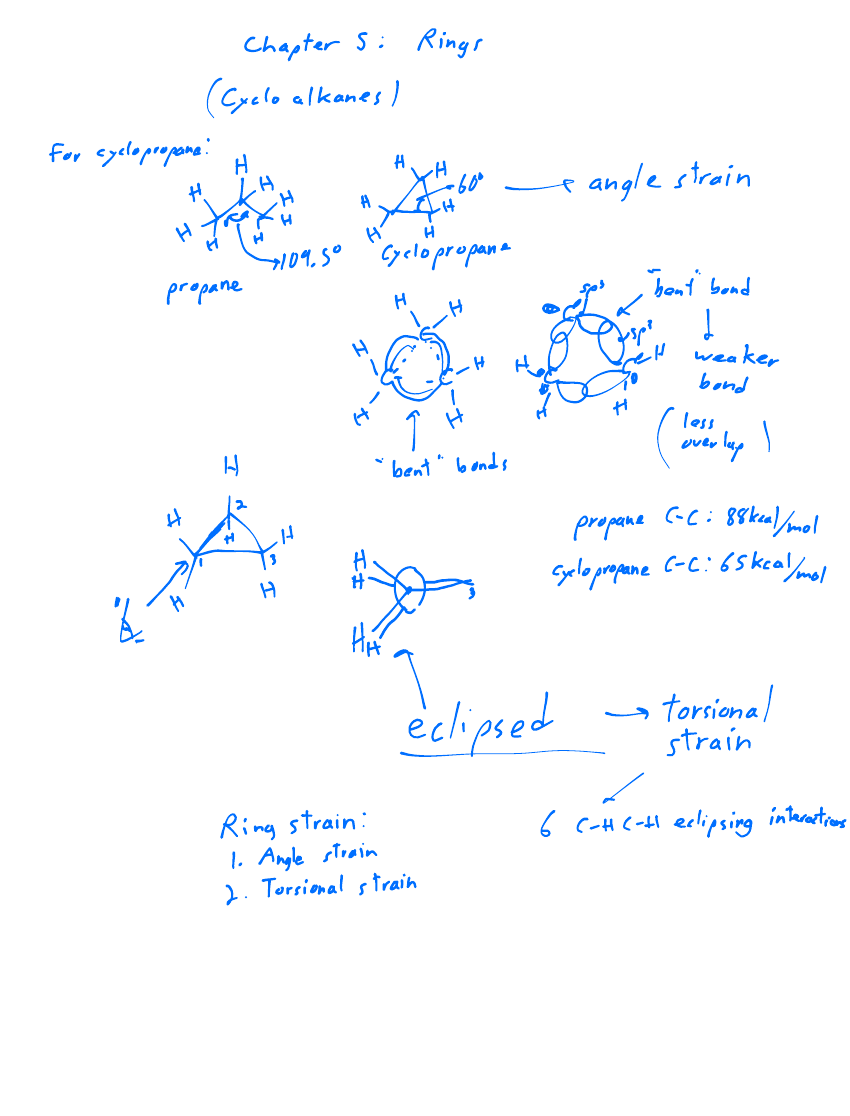 Chapter 5: Rings
(Cyclo alkanes)
For cyclopropane:
H
H
H
H
H
H
H
H
109.5°
propane
H
H
H
H
H
H
60°
cyclopropane
angle strain
H
H
H
H
H
H
"bent" bonds
sp³
sp³
H
H
H
H
"bent" bond
weaker
bond
(less
overlap)
propane C-C: 88kcal/mol
cyclopropane C-C: 65kcal/mol
H
2
H
H
H
1
3
H
H
H
H
3
H
H
eclipsed
torsional
strain
6 C-H C-H eclipsing interactions
Ring strain:
1. Angle strain
2. Torsional strain